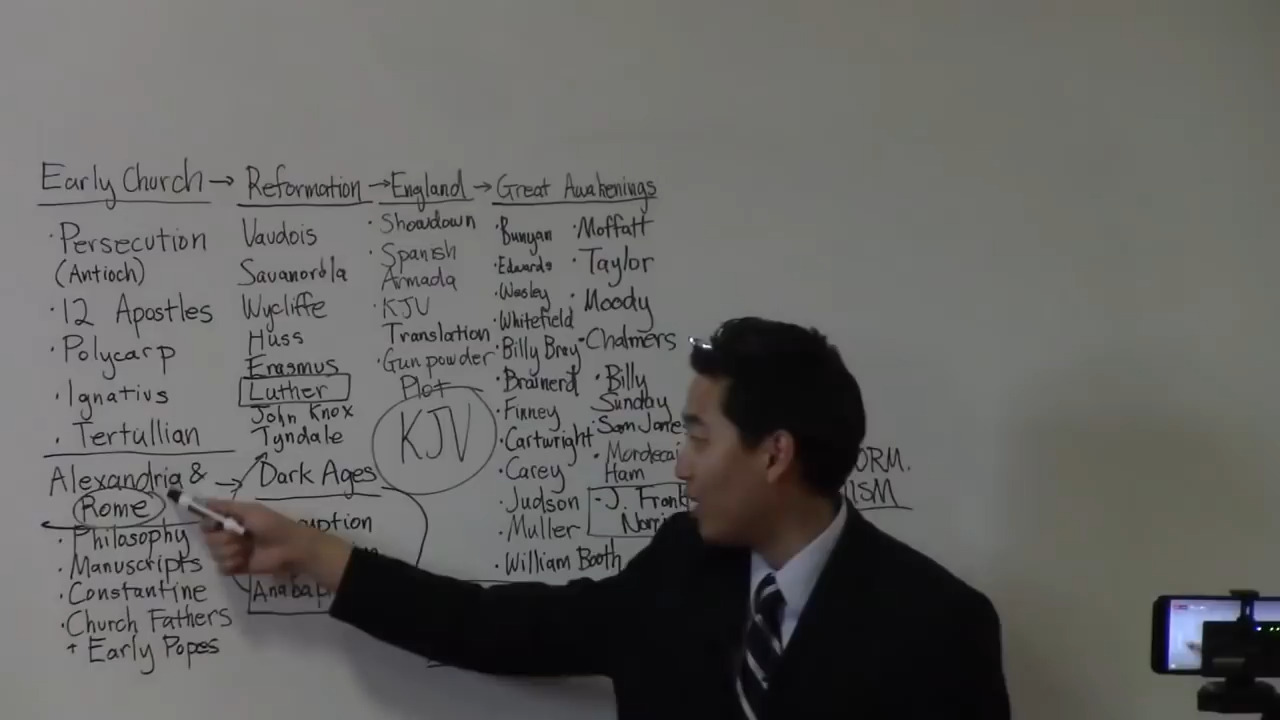 Early Church → Reformation → England → Great Awakenings
· Persecution
(Antioch)
· 12 Apostles
· Polycarp
· Ignatius
· Tertullian
Alexandria &
Rome
· Philosophy
· Manuscripts
· Constantine
· Church Fathers
+ Early Popes
Vaudois
Savanorola
Wycliffe
Huss
Erasmus
Luther
John Knox
Tyndale
→ Dark Ages
· Showdown
· Spanish
Armada
· KJV
Translation
· Gunpowder
Plot
KJV
· Bunyan
· Edwards
· Wesley
· Whitefield
· Billy Bray
· Brainerd
· Finney
· Cartwright
· Carey
· Judson
· Muller
· William Booth
· Moffatt
· Taylor
· Moody
· Chalmers
· Billy
Sunday
· Sam Jones
· Mordecai
Ham
- J. Frank
Norris